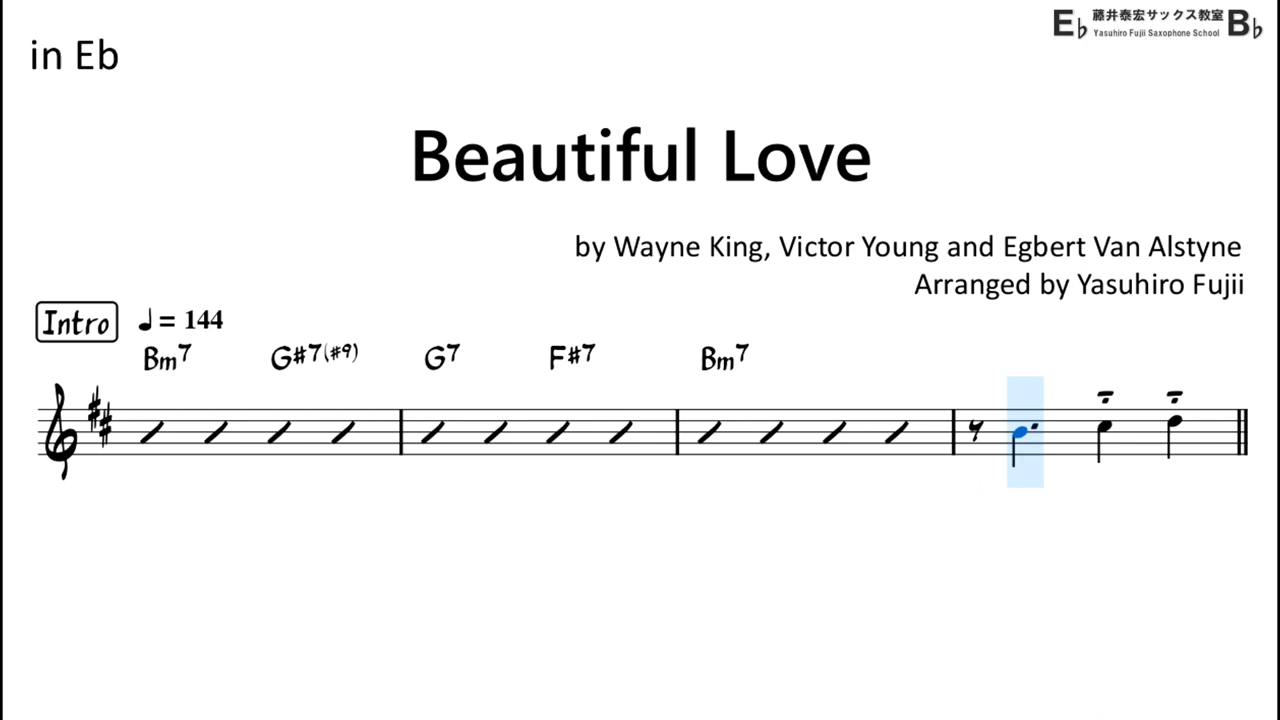 E♭ 藤井泰宏サックス教室 B♭
Yasuhiro Fujii Saxophone School
in Eb
Beautiful Love
by Wayne King, Victor Young and Egbert Van Alstyne
Arranged by Yasuhiro Fujii
Intro ♩= 144
Bm7 G#7(#9) G7 F#7 Bm7